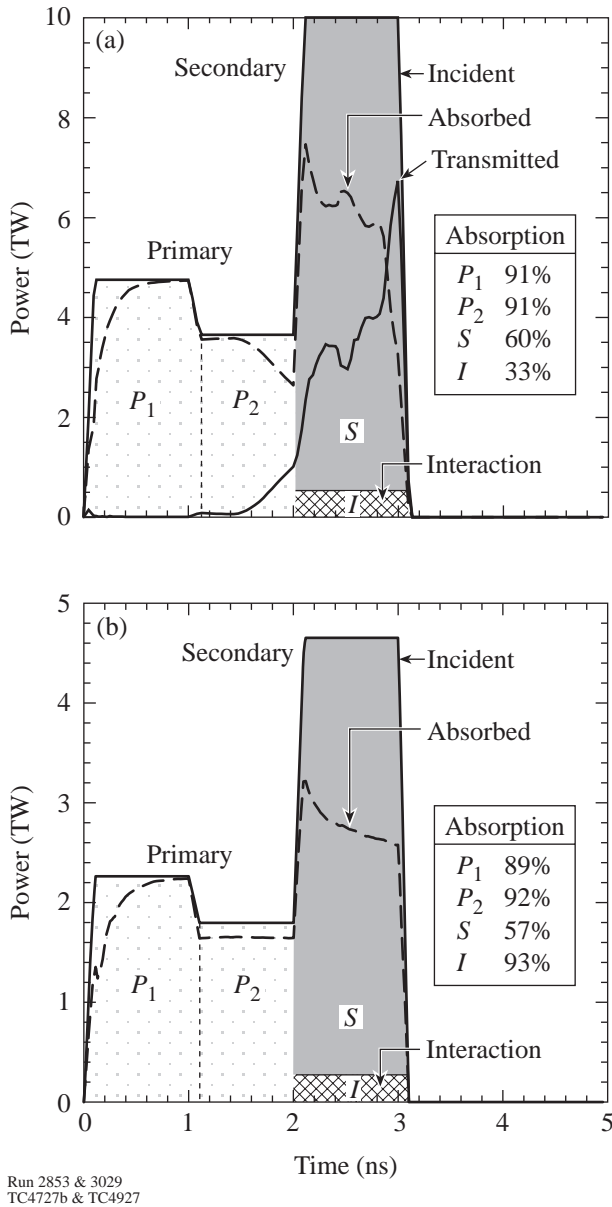 (a)
10
8
6
4
2
0
Power (TW)
Secondary
Incident
Absorbed
Transmitted
Primary
Absorption
P1 91%
P2 91%
S 60%
I 33%
P1
P2
S
Interaction
I
(b)
5
4
3
2
1
0
Power (TW)
Secondary
Incident
Absorbed
Primary
Absorption
P1 89%
P2 92%
S 57%
I 93%
P1
P2
S
Interaction
I
0 1 2 3 4 5
Time (ns)
Run 2853 & 3029
TC4727b & TC4927